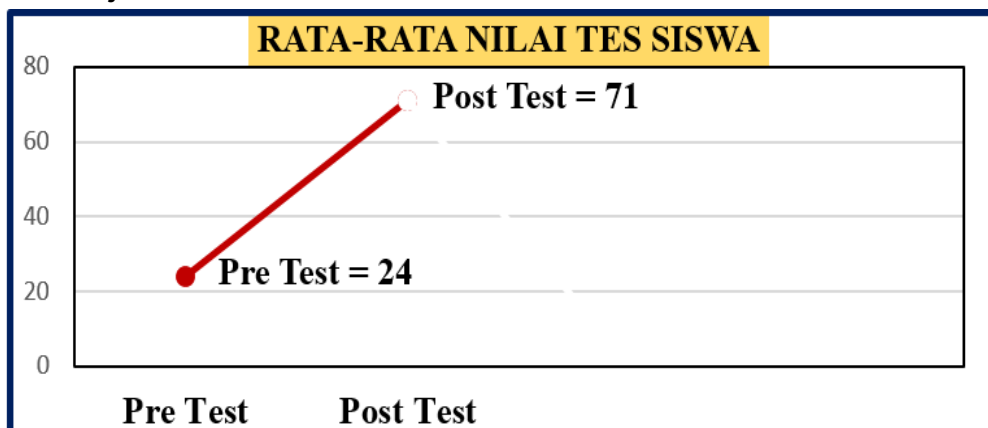 RATA-RATA NILAI TES SISWA
80
Post Test = 71
60
40
Pre Test = 24
20
0
Pre Test Post Test